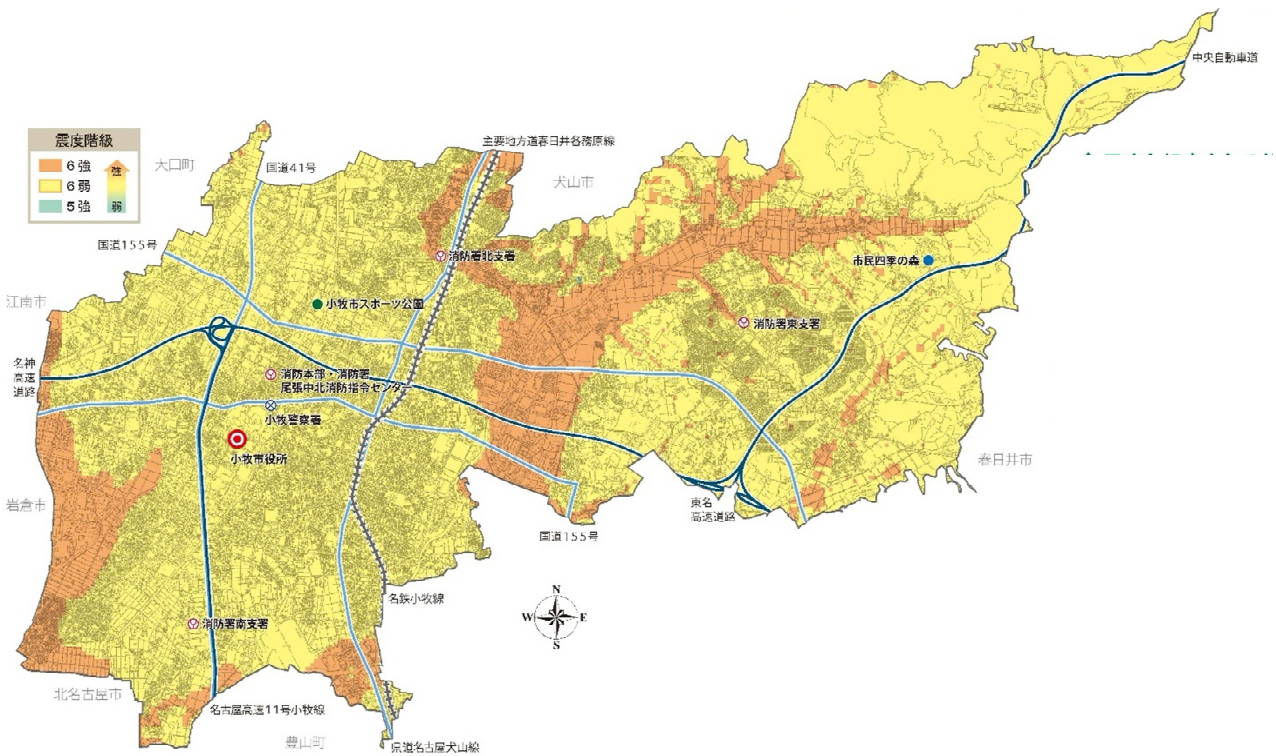 中央自動車道
震度階級
6強
6弱
5強
強
弱
大口町
国道41号
主要地方道春日井各務原線
犬山市
国道155号
消防署北支署
市民四季の森
江南市
小牧市スポーツ公園
消防署東支署
名神
高速
道路
消防本部・消防署
尾張中北消防指令センター
小牧警察署
小牧市役所
春日井市
岩倉市
東名
高速道路
国道155号
名鉄小牧線
N
W
E
S
消防署南支署
北名古屋市
名古屋高速11号小牧線
豊山町
県道名古屋犬山線